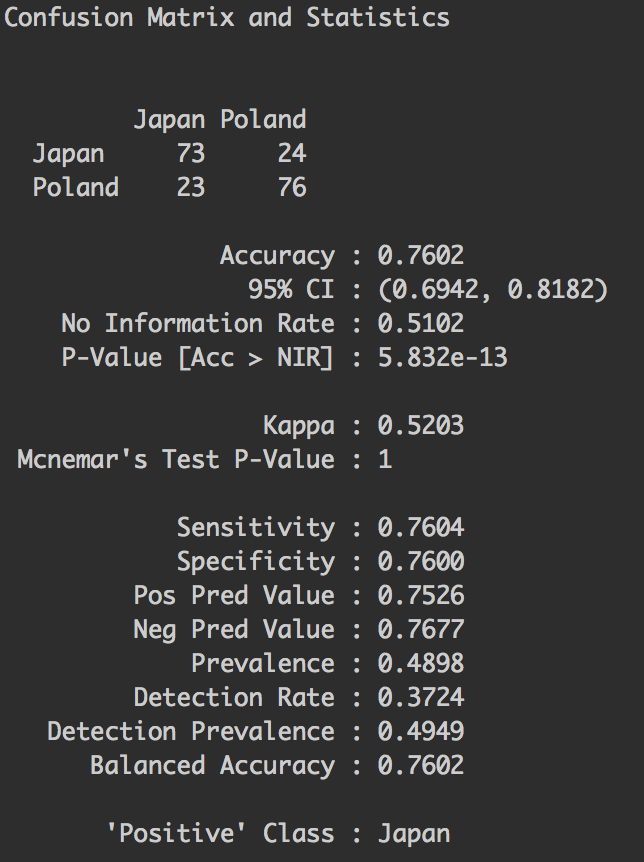 Confusion Matrix and Statistics
Japan Poland
Japan 73 24
Poland 23 76
Accuracy : 0.7602
95% CI : (0.6942, 0.8182)
No Information Rate : 0.5102
P-Value [Acc > NIR] : 5.832e-13
Kappa : 0.5203
Mcnemar's Test P-Value : 1
Sensitivity : 0.7604
Specificity : 0.7600
Pos Pred Value : 0.7526
Neg Pred Value : 0.7677
Prevalence : 0.4898
Detection Rate : 0.3724
Detection Prevalence : 0.4949
Balanced Accuracy : 0.7602
'Positive' Class : Japan